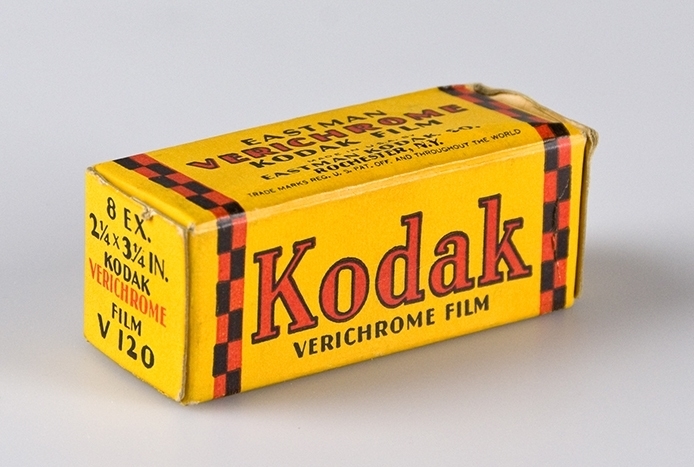 EASTMAN
VERICHROME
KODAK FILM
EASTMAN KODAK CO.
ROCHESTER, N.Y.
TRADE MARKS REG. U. S. PAT. OFF. AND THROUGHOUT THE WORLD
8 EX.
2¼ x 3¼ IN.
KODAK
VERICHROME
FILM
V 120
Kodak
VERICHROME FILM